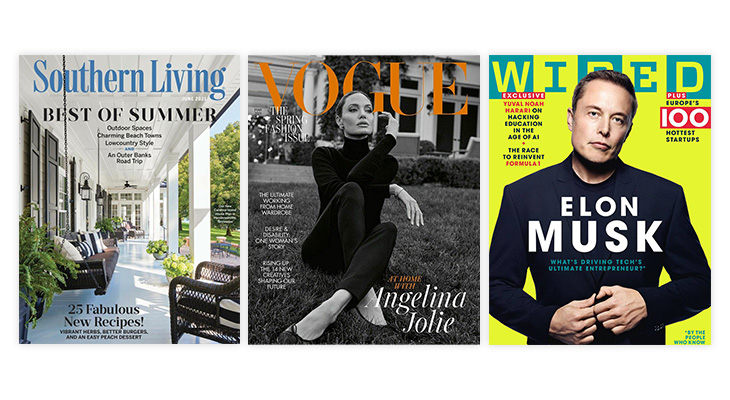 Southern Living
JUNE 2021
BEST OF SUMMER
Outdoor Spaces
Charming Beach Towns
Lowcountry Style
AND
An Outer Banks
Road Trip
25 Fabulous
New Recipes!
VIBRANT HERBS, BETTER BURGERS,
AND AN EASY PEACH DESSERT
VOGUE
THE
SPRING
FASHION
ISSUE
THE ULTIMATE
WORKING FROM HOME
WARDROBE
DESIRE &
DISABILITY:
ONE WOMAN'S
STORY
RISING UP:
THE 14 NEW
CREATIVES
SHAPING OUR
FUTURE
AT HOME
WITH
Angelina
Jolie
WIRED
EXCLUSIVE
YUVAL NOAH
HARARI ON
HACKING
EDUCATION
IN THE
AGE OF AI
+
THE RACE
TO REINVENT
FORMULA 1
PLUS
EUROPE'S
100
HOTTEST
STARTUPS
ELON
MUSK
WHAT'S DRIVING TECH'S
ULTIMATE ENTREPRENEUR?*
*BY THE
PEOPLE
WHO KNOW